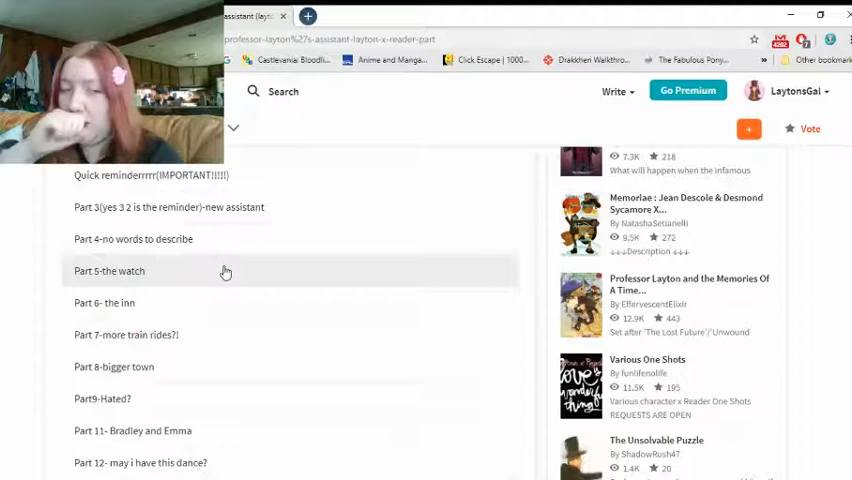 assistant (layt
professor-layton%27s-assistant-layton-x-reader-part
Castlevania: Bloodli...
Anime and Manga...
Click Escape | 1000...
Drakkhen Walkthro...
The Fabulous Pony...
»
Other bookmark
Search
Write
Go Premium
LaytonsGal
+
Vote
Quick reminderrrrr(IMPORTANT!!!!!)
Part 3(yes 3 2 is the reminder)-new assistant
Part 4-no words to describe
Part 5-the watch
Part 6- the inn
Part 7-more train rides?!
Part 8-bigger town
Part9-Hated?
Part 11- Bradley and Emma
Part 12- may i have this dance?
7.3K 218
What will happen when the infamous
Memoriae : Jean Descole & Desmond
Sycamore X...
By NatashaSetianelli
9.5K 272
↓↓↓Description ↓↓↓
Professor Layton and the Memories Of
A Time...
By EffervescentElixir
12.9K 443
Set after 'The Lost Future'/'Unwound
Various One Shots
By funlifenolife
11.5K 195
Various character x Reader One Shots
REQUESTS ARE OPEN
The Unsolvable Puzzle
By ShadowRush47
1.4K 20